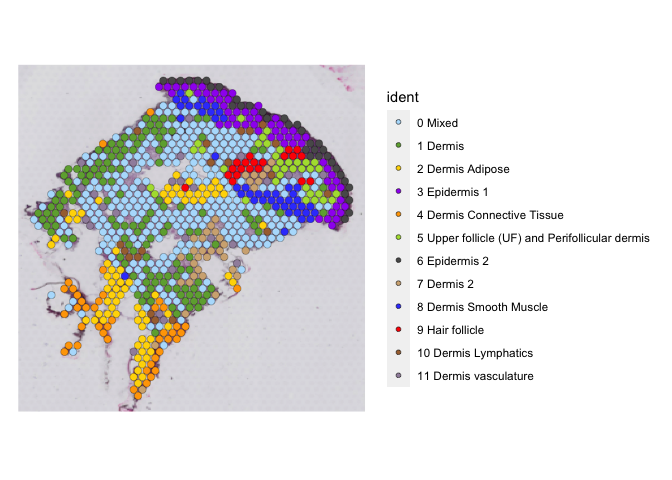 ident
0 Mixed
1 Dermis
2 Dermis Adipose
3 Epidermis 1
4 Dermis Connective Tissue
5 Upper follicle (UF) and Perifollicular dermis
6 Epidermis 2
7 Dermis 2
8 Dermis Smooth Muscle
9 Hair follicle
10 Dermis Lymphatics
11 Dermis vasculature